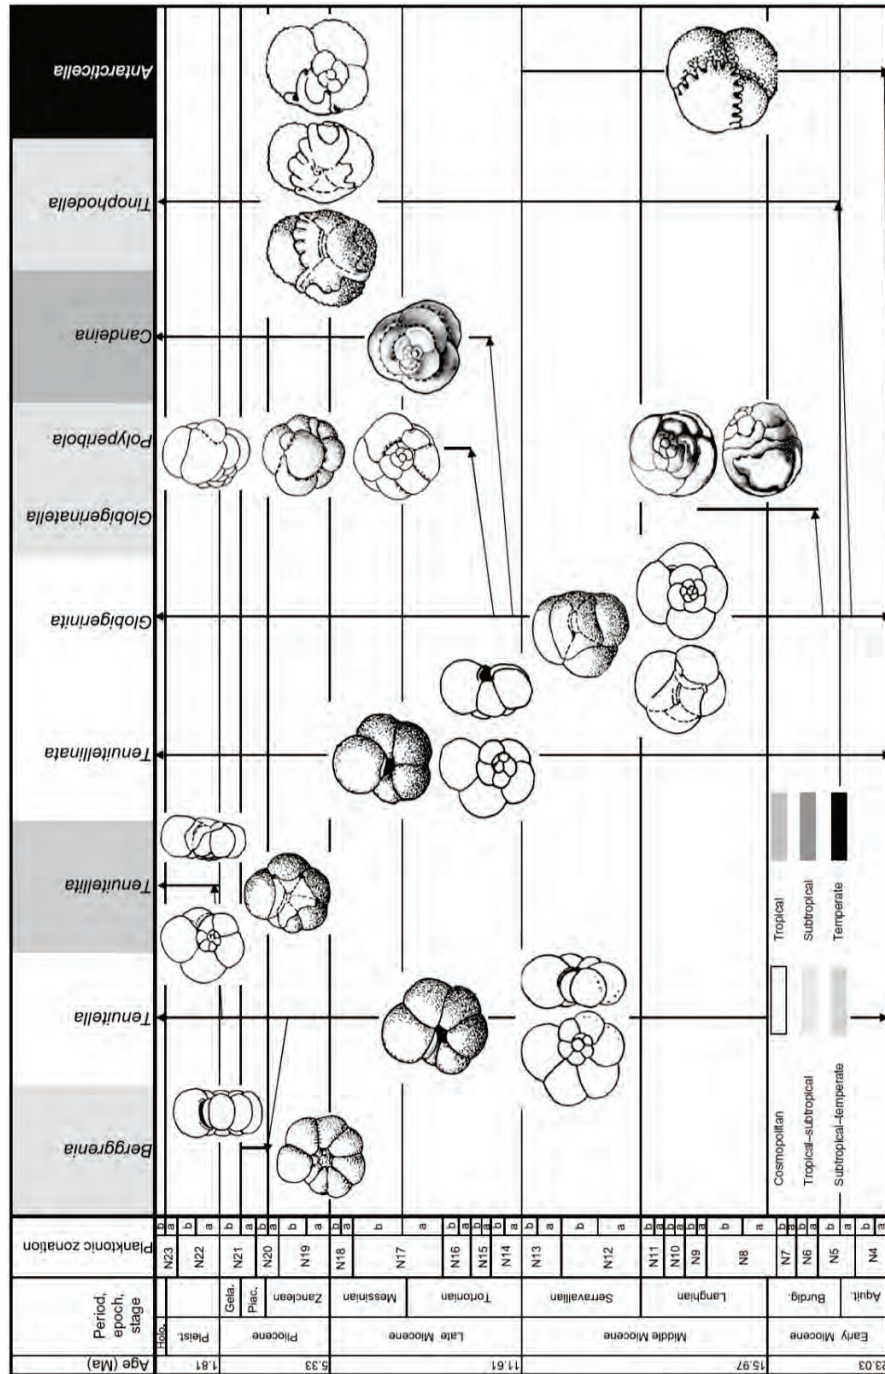 Age (Ma)
Period,
epoch,
stage
Planktonic zonation
Berggrenia
Tenuitella
Tenuitellita
Tenuitellinata
Globigerinita
Globigerinatella
Polyperibola
Candeina
Tinophodella
Antarcticella
1.81
5.33
11.61
15.97
23.03
Holo.
Pleist.
Pliocene
Late Miocene
Middle Miocene
Early Miocene
Gela.
Piac.
Zanclean
Messinian
Tortonian
Serravallian
Langhian
Burdig.
Aquit.
N23 b a
N22 b a
N21 b a
N20 b a
N19 b a
N18 b a
N17 b a
N16 b a
N15 b a
N14 b a
N13 b a
N12 b a
N11 b a
N10 b a
N9 b a
N8 b a
N7 b a
N6 b a
N5 b a
N4 b a
Cosmopolitan
Tropical–subtropical
Subtropical–temperate
Tropical
Subtropical
Temperate